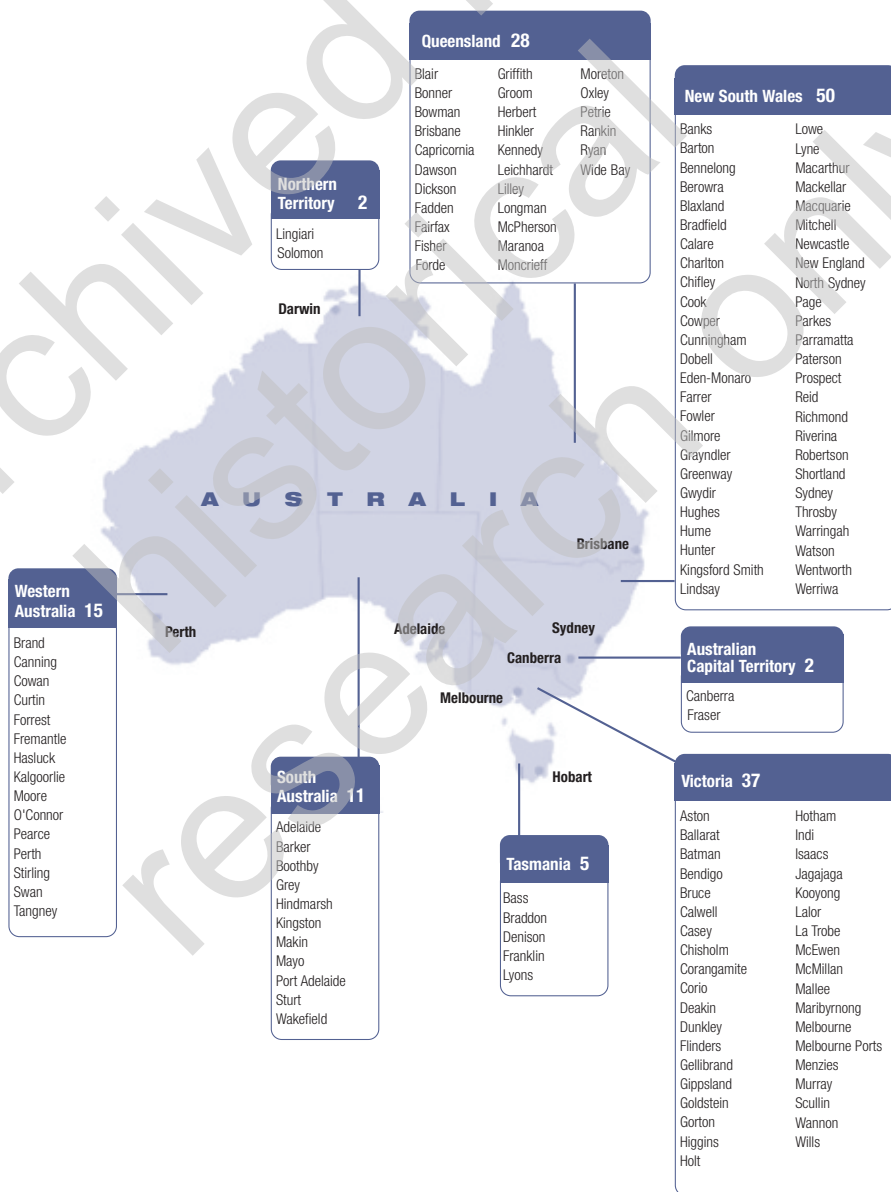 Queensland 28
Blair
Bonner
Bowman
Brisbane
Capricornia
Dawson
Dickson
Fadden
Fairfax
Fisher
Forde
Griffith
Groom
Herbert
Hinkler
Kennedy
Leichhardt
Lilley
Longman
McPherson
Maranoa
Moncrieff
Moreton
Oxley
Petrie
Rankin
Ryan
Wide Bay
New South Wales 50
Banks
Barton
Bennelong
Berowra
Blaxland
Bradfield
Calare
Charlton
Chifley
Cook
Cowper
Cunningham
Dobell
Eden-Monaro
Farrer
Fowler
Gilmore
Grayndler
Greenway
Gwydir
Hughes
Hume
Hunter
Kingsford Smith
Lindsay
Lowe
Lyne
Macarthur
Mackellar
Macquarie
Mitchell
Newcastle
New England
North Sydney
Page
Parkes
Parramatta
Paterson
Prospect
Reid
Richmond
Riverina
Robertson
Shortland
Sydney
Throsby
Warringah
Watson
Wentworth
Werriwa
Northern
Territory 2
Lingiari
Solomon
Darwin
AUSTRALIA
Brisbane
Perth
Adelaide
Sydney
Canberra
Melbourne
Hobart
Western
Australia 15
Brand
Canning
Cowan
Curtin
Forrest
Fremantle
Hasluck
Kalgoorlie
Moore
O'Connor
Pearce
Perth
Stirling
Swan
Tangney
South
Australia 11
Adelaide
Barker
Boothby
Grey
Hindmarsh
Kingston
Makin
Mayo
Port Adelaide
Sturt
Wakefield
Tasmania 5
Bass
Braddon
Denison
Franklin
Lyons
Australian
Capital Territory 2
Canberra
Fraser
Victoria 37
Aston
Ballarat
Batman
Bendigo
Bruce
Calwell
Casey
Chisholm
Corangamite
Corio
Deakin
Dunkley
Flinders
Gellibrand
Gippsland
Goldstein
Gorton
Higgins
Holt
Hotham
Indi
Isaacs
Jagajaga
Kooyong
Lalor
La Trobe
McEwen
McMillan
Mallee
Maribyrnong
Melbourne
Melbourne Ports
Menzies
Murray
Scullin
Wannon
Wills
historical
research only